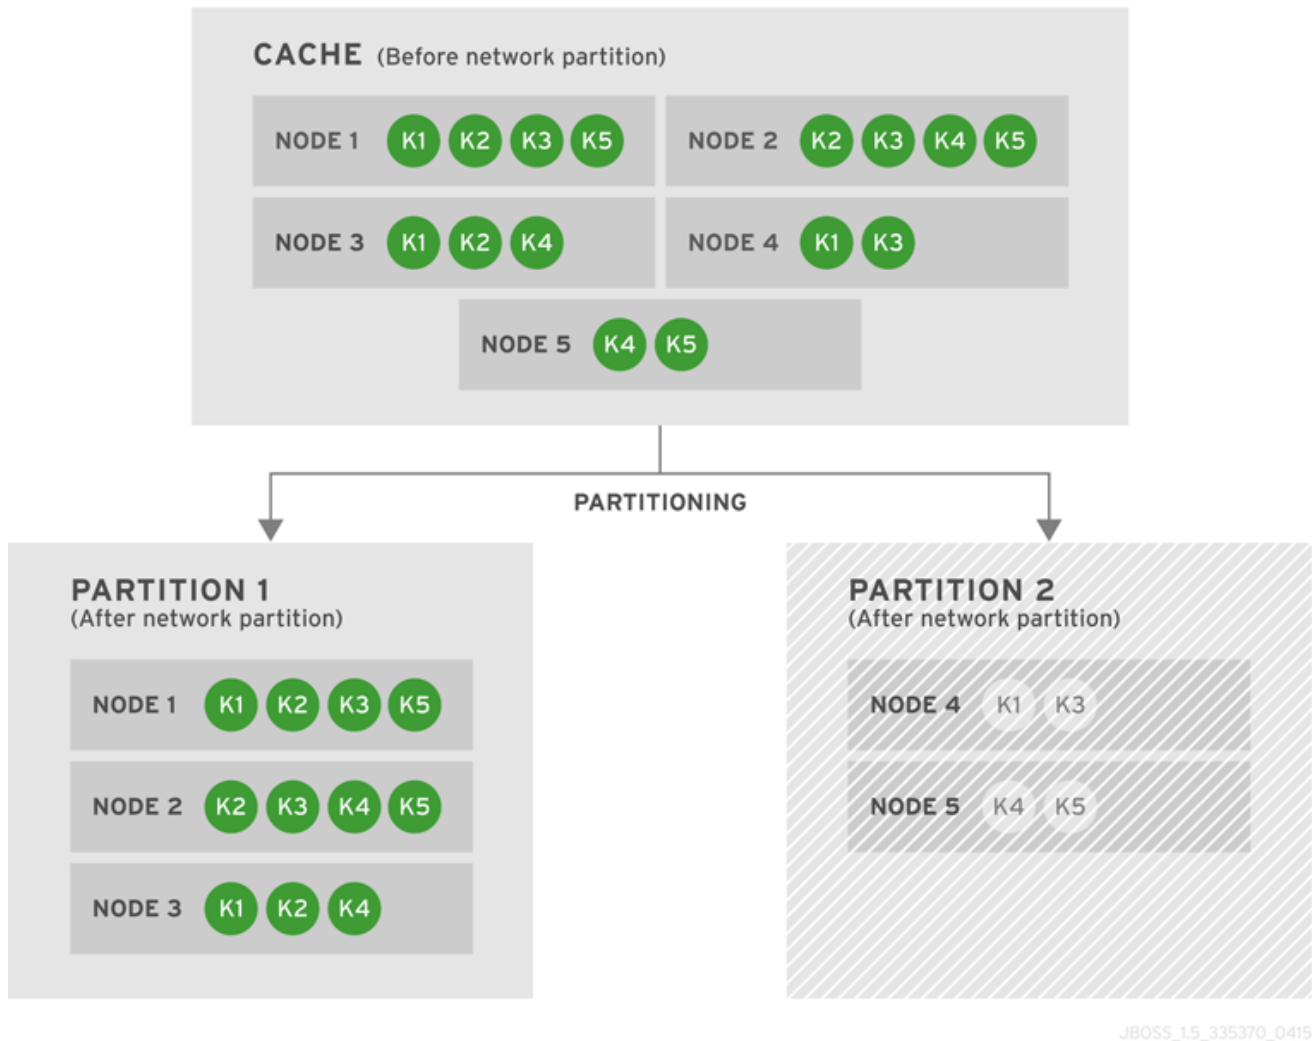 CACHE (Before network partition)
NODE 1 K1 K2 K3 K5
NODE 2 K2 K3 K4 K5
NODE 3 K1 K2 K4
NODE 4 K1 K3
NODE 5 K4 K5
PARTITIONING
PARTITION 1
(After network partition)
NODE 1 K1 K2 K3 K5
NODE 2 K2 K3 K4 K5
NODE 3 K1 K2 K4
PARTITION 2
(After network partition)
NODE 4 K1 K3
NODE 5 K4 K5
JBOSS_1.5_335370_0415